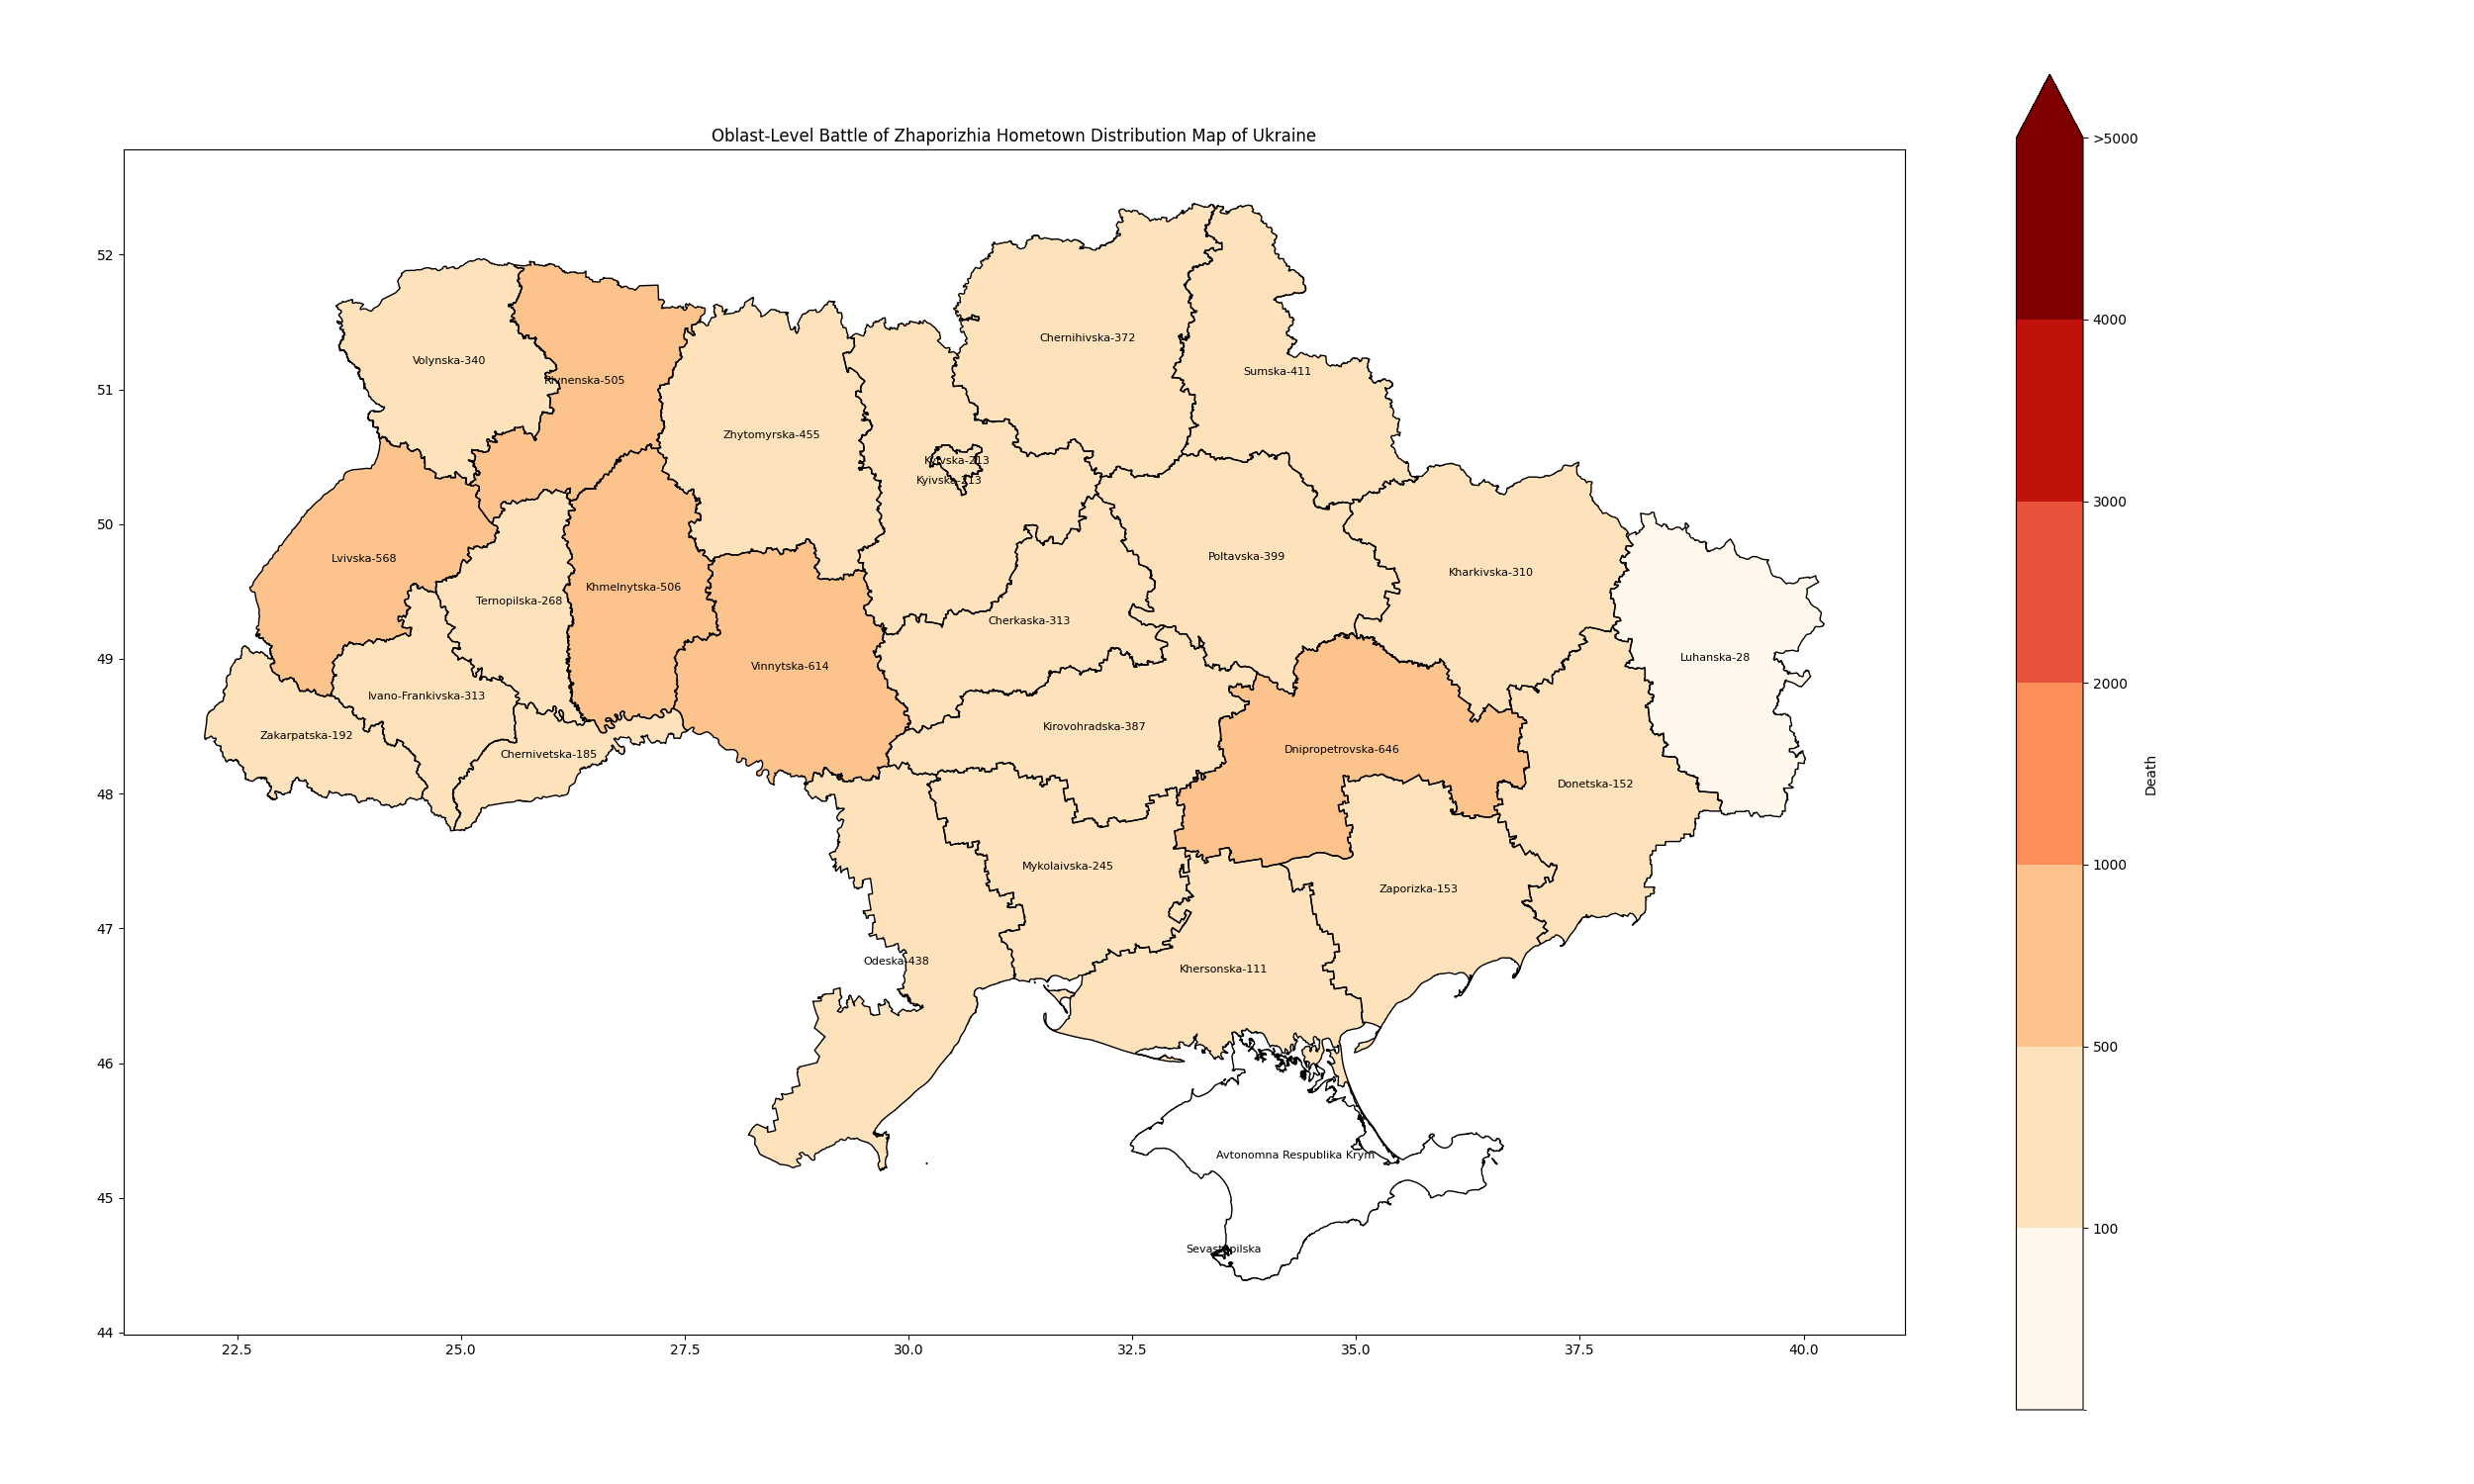 Oblast-Level Battle of Zhaporizhia Hometown Distribution Map of Ukraine
>5000
52
Chernihivska-372
4000
Volynska-340
Sumska-411
Rivnenska-505
51
Zhytomyrska-455
Kyivska-213
Kyivska-213
3000
50
Lvivska-568
Poltavska-399
Kharkivska-310
Khmelnytska-506
Ternopilska-268
Cherkaska-313
49
Luhanska-28
Vinnytska-614
2000
Ivano-Frankivska-313
Kirovohradska-387
Zakarpatska-192
Dnipropetrovska-646
Chernivetska-185
Donetska-152
Death
48
1000
Mykolaivska-245
Zaporizka-153
47
Odeska-438
Khersonska-111
500
46
Avtonomna Respublika Krym
45
100
Sevastopilska
44
22.5 25.0 27.5 30.0 32.5 35.0 37.5 40.0